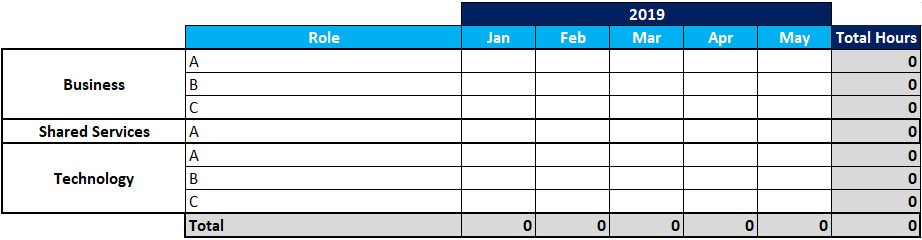 2019
Role Jan Feb Mar Apr May Total Hours
Business
A 0
B 0
C 0
Shared Services A 0
Technology
A 0
B 0
C 0
Total 0 0 0 0 0 0